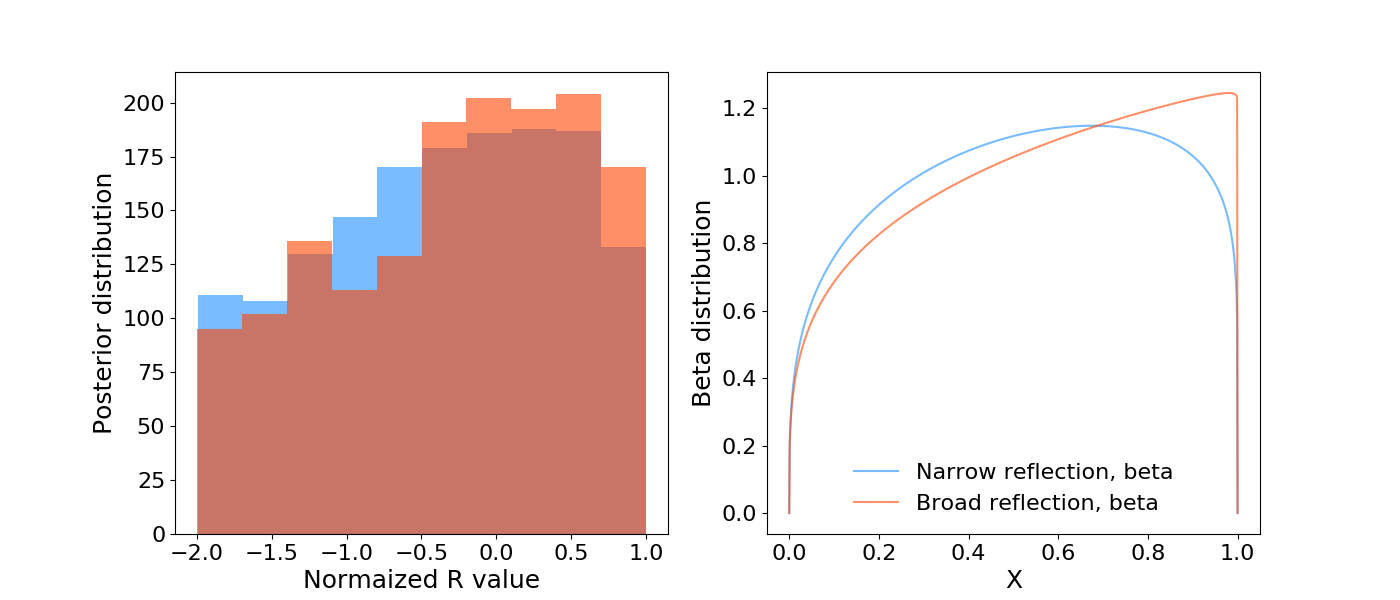 Posterior distribution
200
175
150
125
100
75
50
25
0
−2.0 −1.5 −1.0 −0.5 0.0 0.5 1.0
Normaized R value
Beta distribution
1.2
1.0
0.8
0.6
0.4
0.2
0.0
Narrow reflection, beta
Broad reflection, beta
0.0 0.2 0.4 0.6 0.8 1.0
X